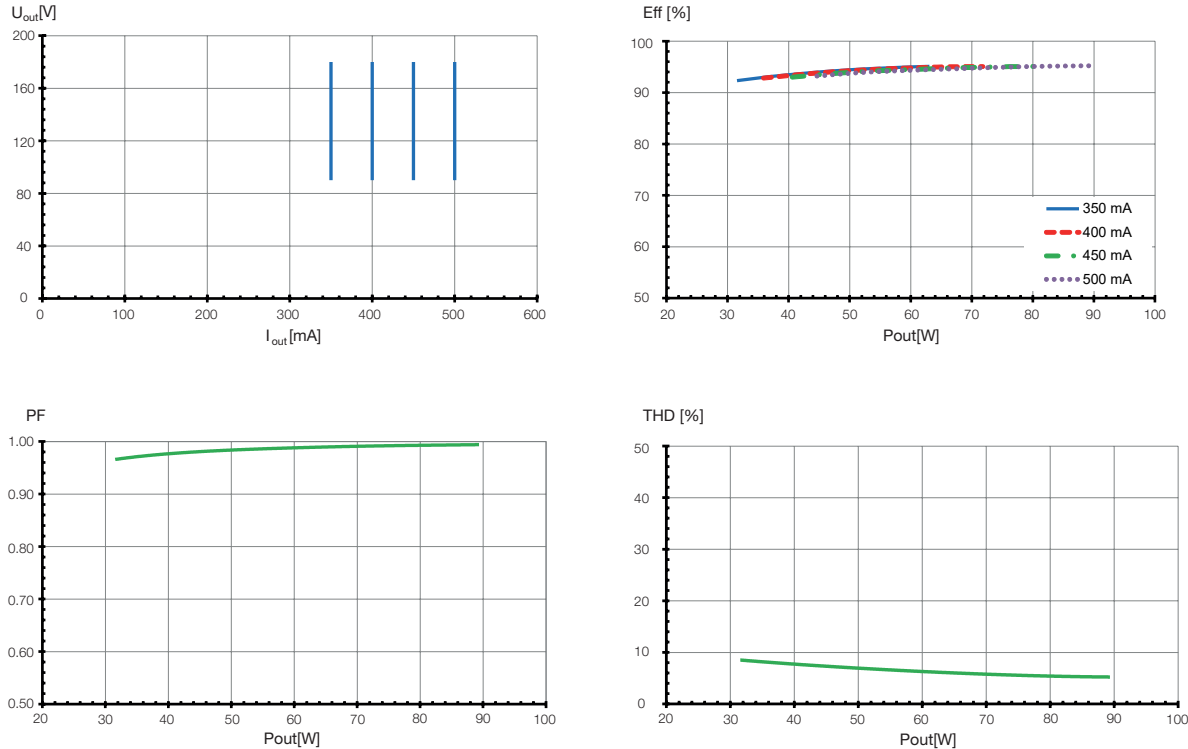 U out [V]
200
160
120
80
40
0
0 100 200 300 400 500 600
I out [mA]
Eff [%]
100
90
80
70
60
50
350 mA
400 mA
450 mA
500 mA
20 30 40 50 60 70 80 90 100
Pout[W]
PF
1.00
0.90
0.80
0.70
0.60
0.50
20 30 40 50 60 70 80 90 100
Pout[W]
THD [%]
50
40
30
20
10
0
20 30 40 50 60 70 80 90 100
Pout[W]